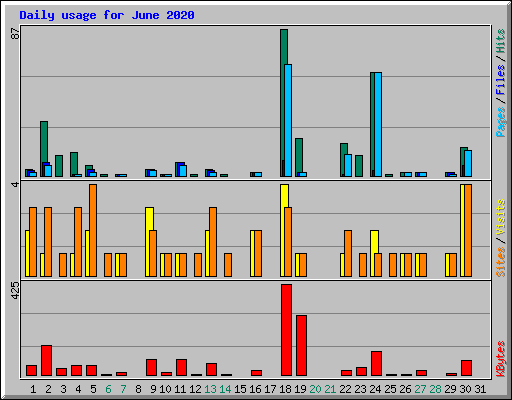 Daily usage for June 2020
87
Pages/Files/Hits
4
Sites/Visits
425
KBytes
1 2 3 4 5 6 7 8 9 10 11 12 13 14 15 16 17 18 19 20 21 22 23 24 25 26 27 28 29 30 31